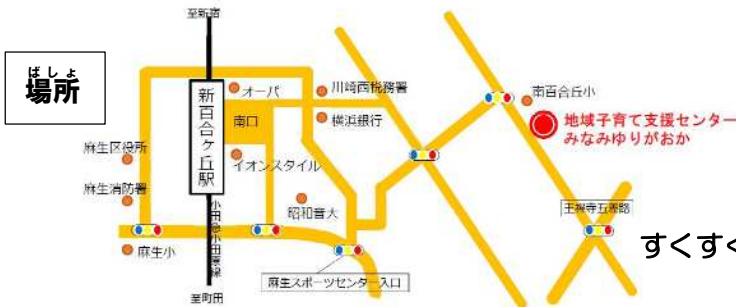 至新宿
ばしょ
場所
オーパ
川崎西税務署
南百合丘小
新百合ヶ丘駅
南口
横浜銀行
地域子育て支援センター
みなみゆりがおか
麻生区役所
イオンスタイル
麻生消防署
昭和音大
王禅寺五差路
小田急小田原線
麻生小
すくすく
麻生スポーツセンター入口
至町田